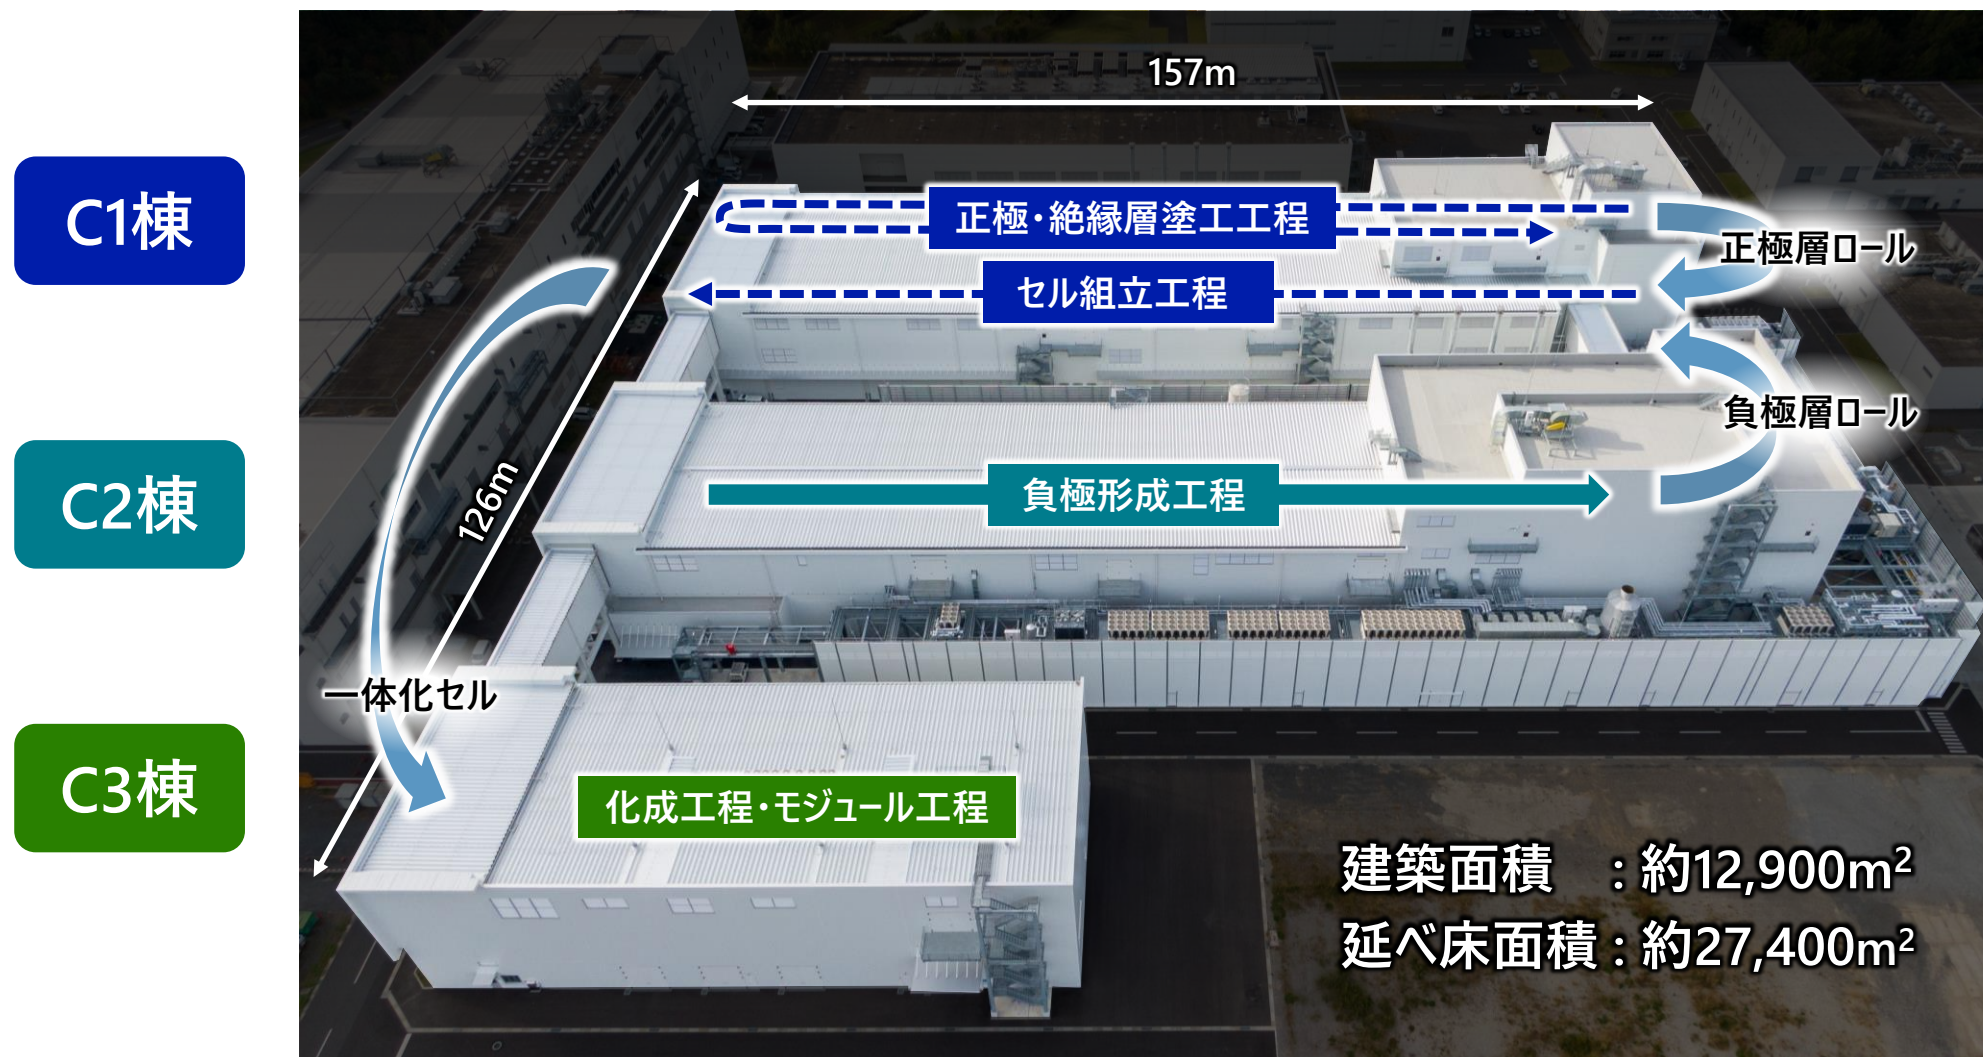 157m
C1棟
正極・絶縁層塗工工程
正極層ロール
セル組立工程
負極層ロール
C2棟
126m
負極形成工程
一体化セル
C3棟
化成工程・モジュール工程
建築面積 : 約12,900m²
延べ床面積 : 約27,400m²